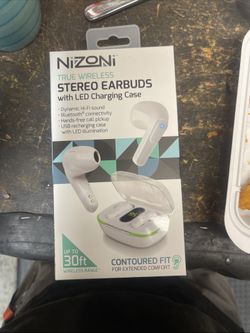 NiZONi
TRUE WIRELESS
STEREO EARBUDS
with LED Charging Case
• Dynamic Hi-Fi sound
• Bluetooth® connectivity
• Hands-free call pickup
• USB recharging case
with LED illumination
UP TO
30ft
WIRELESS RANGE
CONTOURED FIT
FOR EXTENDED COMFORT